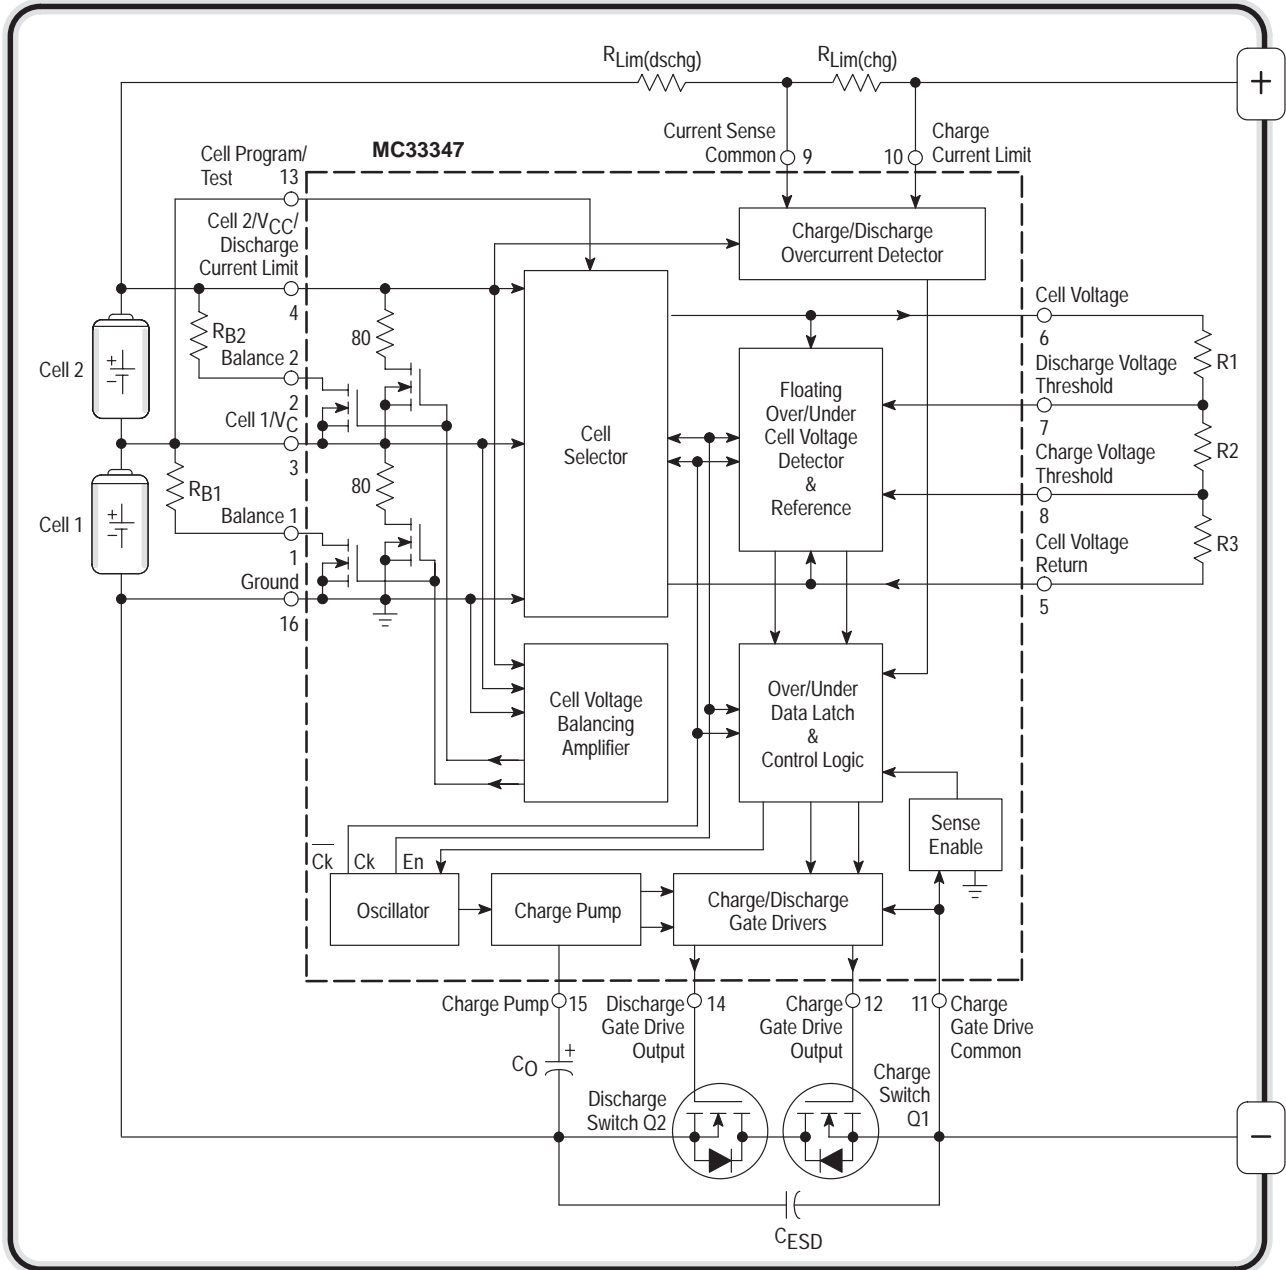 RLim(dschg)
RLim(chg)
+
Current Sense
Common
9
10
Charge
Current Limit
MC33347
Cell Program/
Test
13
Cell 2/VCC/
Discharge
Current Limit
4
Charge/Discharge
Overcurrent Detector
Cell Voltage
6
RB2
80
R1
Balance 2
2
Cell 2
+
–
Discharge Voltage
Threshold
7
Floating
Over/Under
Cell Voltage
Detector
&
Reference
Cell
Selector
Cell 1/VC
3
R2
Charge Voltage
Threshold
8
RB1
80
Balance 1
1
Cell 1
+
–
R3
Cell Voltage
Return
5
Ground
16
Cell Voltage
Balancing
Amplifier
Over/Under
Data Latch
&
Control Logic
Sense
Enable
Ck
Ck
En
Oscillator
Charge Pump
Charge/Discharge
Gate Drivers
Charge Pump
15
Discharge
Gate Drive
Output
14
Charge
Gate Drive
Output
12
11
Charge
Gate Drive
Common
CO
+
Discharge
Switch Q2
Charge
Switch
Q1
–
CESD